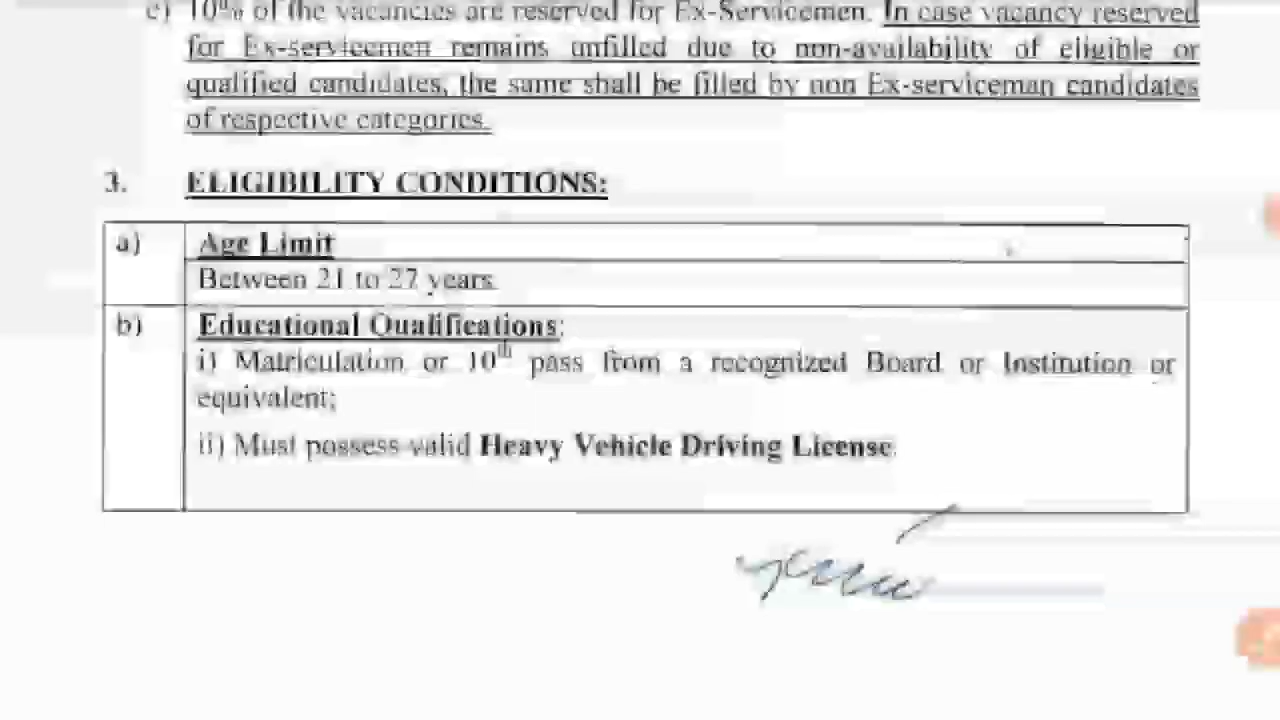 10% of the vacancies are reserved for Ex-Servicemen. In case vacancy reserved
for Ex-servicemen remains unfilled due to non-availability of eligible or
qualified candidates, the same shall be filled by non Ex-serviceman candidates
of respective categories.
3. ELIGIBILITY CONDITIONS:
a) Age Limit
Between 21 to 27 years
b) Educational Qualifications:
i) Matriculation or 10th pass from a recognized Board or Institution or
equivalent;
ii) Must possess valid Heavy Vehicle Driving License.